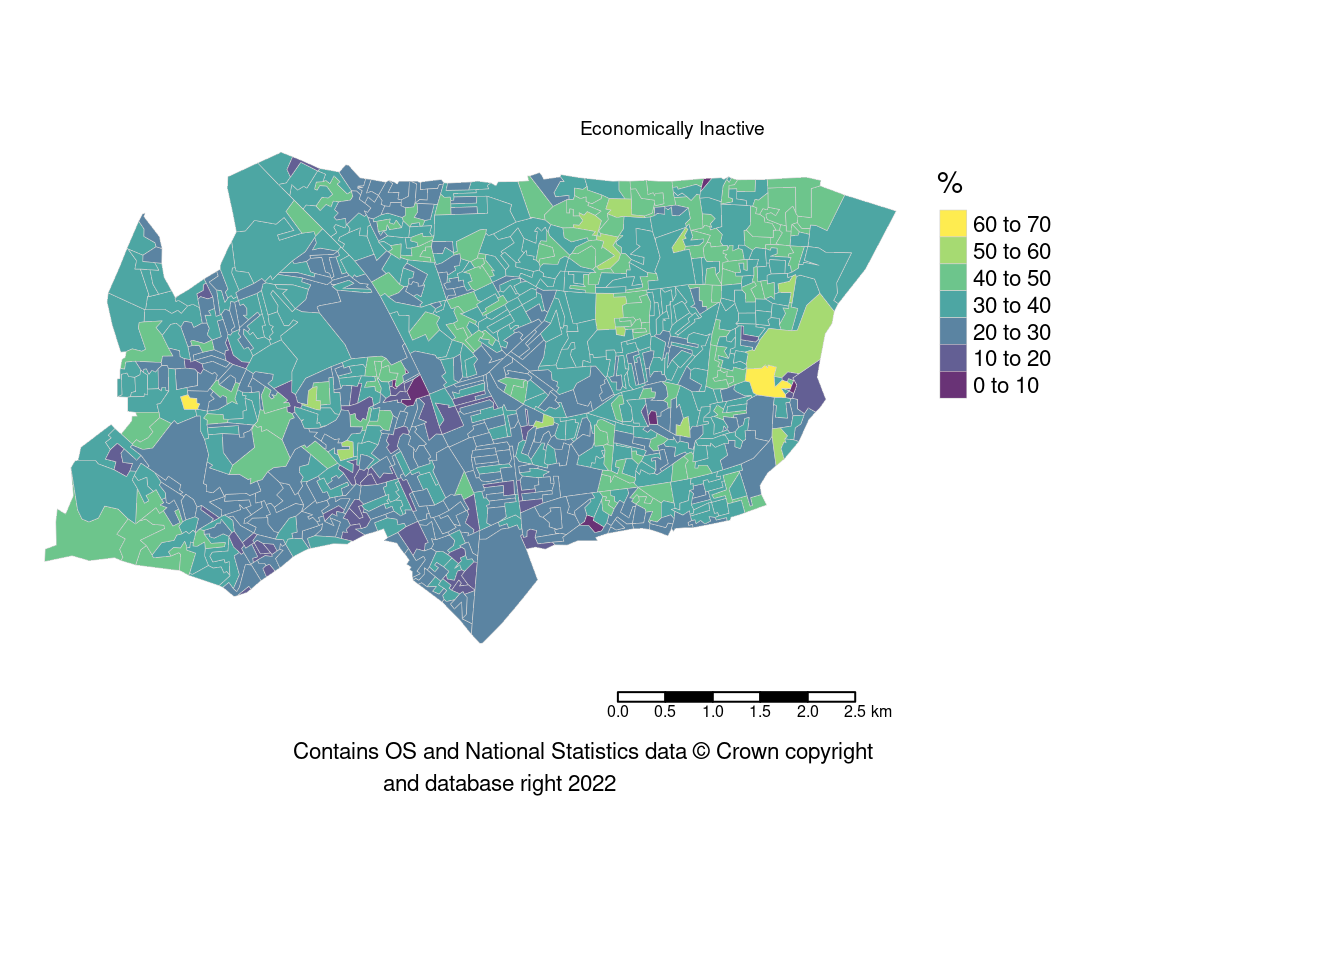 Economically Inactive
%
60 to 70
50 to 60
40 to 50
30 to 40
20 to 30
10 to 20
0 to 10
0.0 0.5 1.0 1.5 2.0 2.5 km
Contains OS and National Statistics data © Crown copyright
and database right 2022